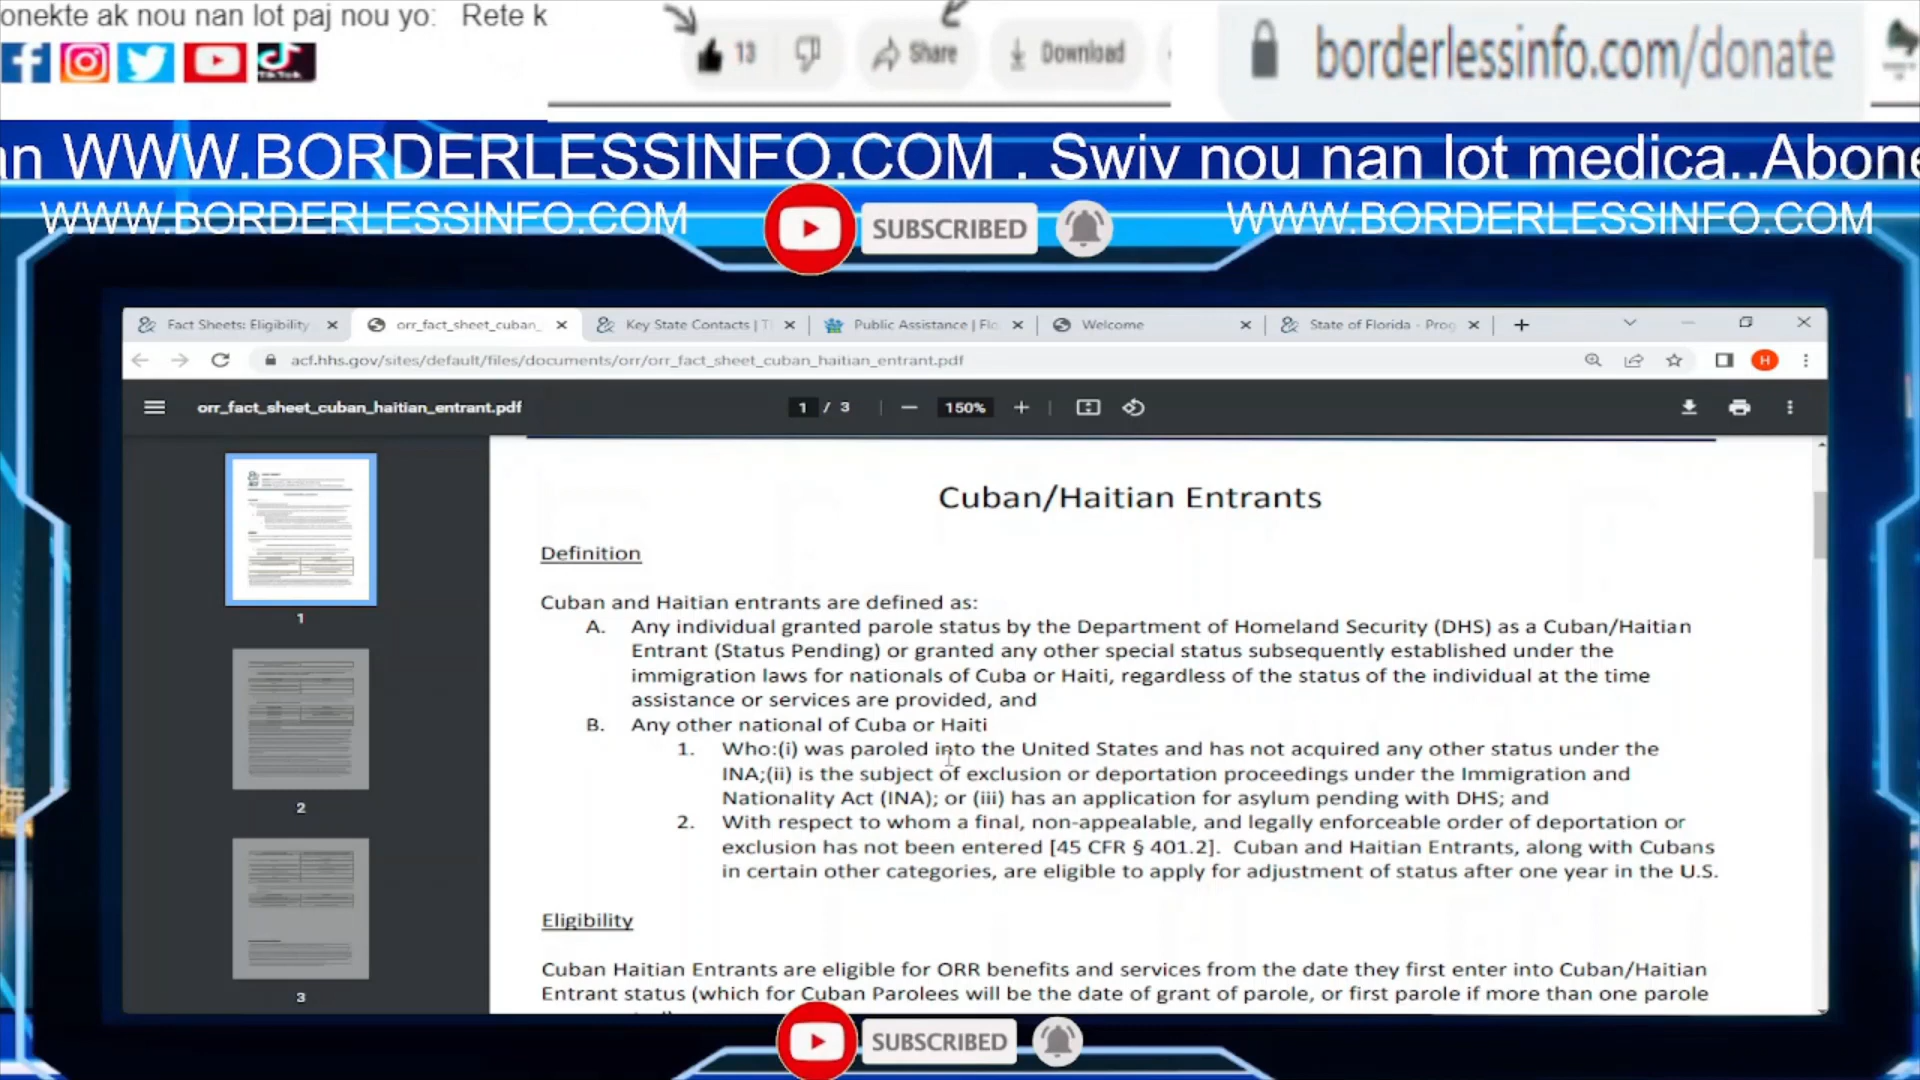 onekte ak nou nan lot paj nou yo: Rete k
TikTok
13
Share
Download
borderlessinfo.com/donate
an WWW.BORDERLESSINFO.COM . Swiv nou nan lot medica..Abone
WWW.BORDERLESSINFO.COM
SUBSCRIBED
WWW.BORDERLESSINFO.COM
Fact Sheets: Eligibility
orr_fact_sheet_cuban_
Key State Contacts | T
Public Assistance | Flo
Welcome
State of Florida - Prog
acf.hhs.gov/sites/default/files/documents/orr/orr_fact_sheet_cuban_haitian_entrant.pdf
H
orr_fact_sheet_cuban_haitian_entrant.pdf
1 / 3
150%
1
2
3
Cuban/Haitian Entrants
Definition
Cuban and Haitian entrants are defined as:
A. Any individual granted parole status by the Department of Homeland Security (DHS) as a Cuban/Haitian
Entrant (Status Pending) or granted any other special status subsequently established under the
immigration laws for nationals of Cuba or Haiti, regardless of the status of the individual at the time
assistance or services are provided, and
B. Any other national of Cuba or Haiti
1. Who:(i) was paroled into the United States and has not acquired any other status under the
INA;(ii) is the subject of exclusion or deportation proceedings under the Immigration and
Nationality Act (INA); or (iii) has an application for asylum pending with DHS; and
2. With respect to whom a final, non-appealable, and legally enforceable order of deportation or
exclusion has not been entered [45 CFR § 401.2]. Cuban and Haitian Entrants, along with Cubans
in certain other categories, are eligible to apply for adjustment of status after one year in the U.S.
Eligibility
Cuban Haitian Entrants are eligible for ORR benefits and services from the date they first enter into Cuban/Haitian
Entrant status (which for Cuban Parolees will be the date of grant of parole, or first parole if more than one parole
SUBSCRIBED